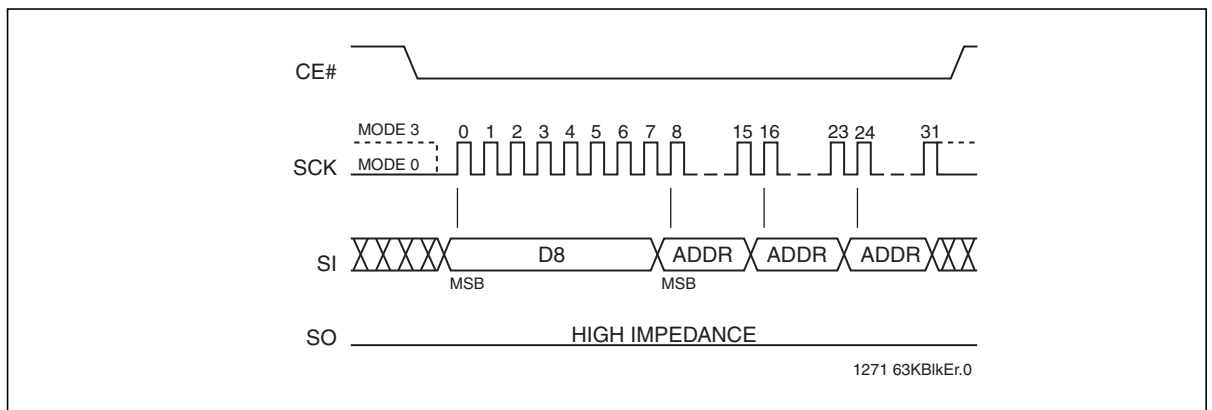 CE#
MODE 3
0 1 2 3 4 5 6 7 8 15 16 23 24 31
SCK
MODE 0
SI
D8 ADDR ADDR ADDR
MSB MSB
SO
HIGH IMPEDANCE
1271 63KBlkEr.0